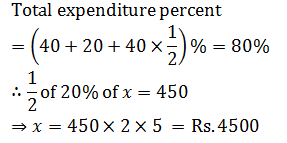 Total expenditure percent
= (40 + 20 + 40 × 1/2)% = 80%
∴ 1/2 of 20% of x = 450
⇒ x = 450 × 2 × 5 = Rs. 4500